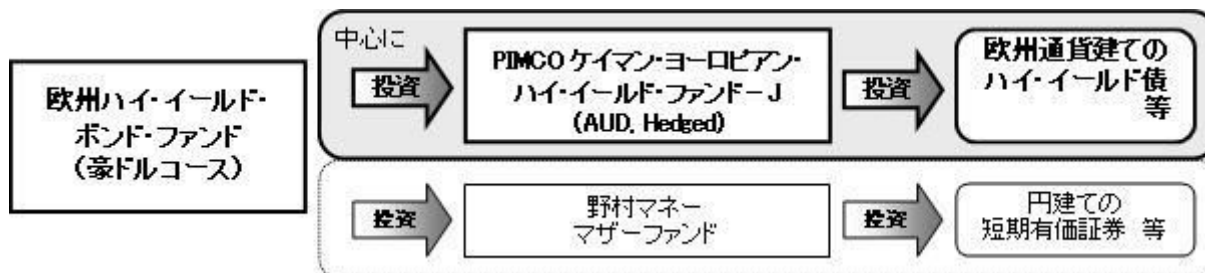 欧州ハイ・イールド・
ボンド・ファンド
(豪ドルコース)
中心に
投資
PIMCO ケイマン・ヨーロピアン・
ハイ・イールド・ファンド－J
(AUD, Hedged)
投資
欧州通貨建ての
ハイ・イールド債
等
投資
野村マネー
マザーファンド
投資
円建ての
短期有価証券 等